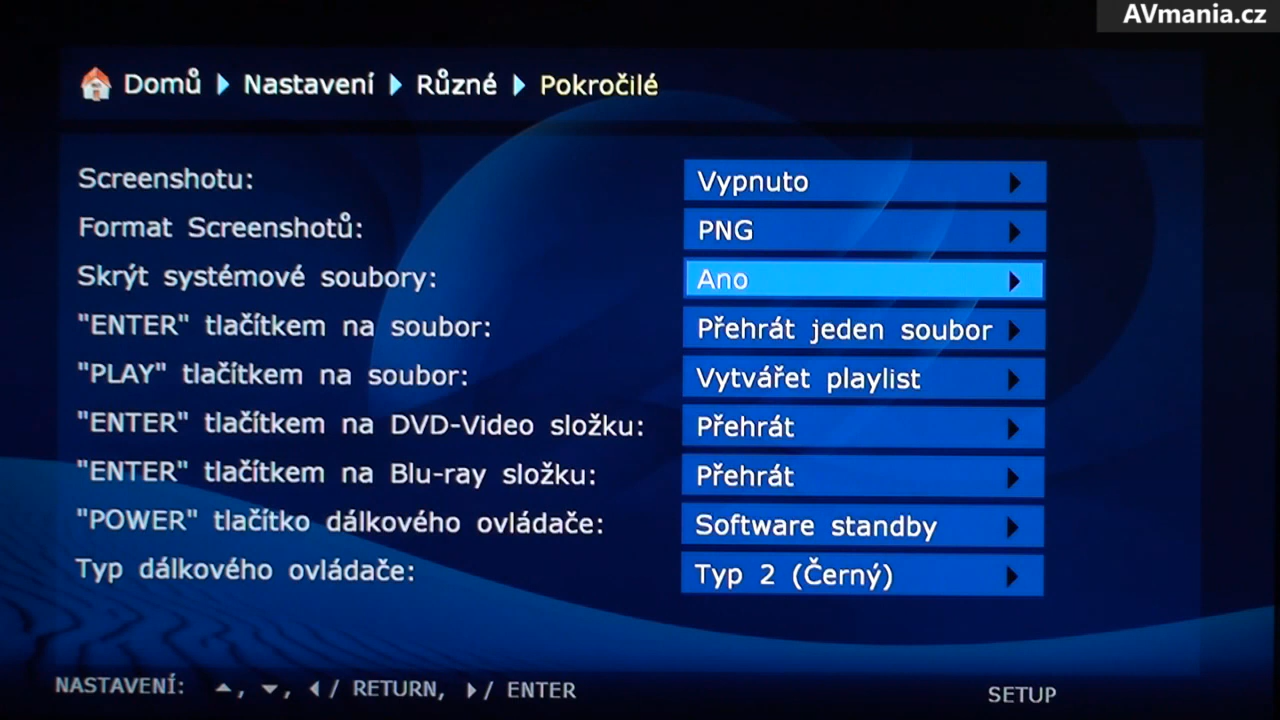 AVmania.cz
Domů Nastavení Různé Pokročilé
Screenshotu: Vypnuto
Format Screenshotů: PNG
Skrýt systémové soubory: Ano
"ENTER" tlačítkem na soubor: Přehrát jeden soubor
"PLAY" tlačítkem na soubor: Vytvářet playlist
"ENTER" tlačítkem na DVD-Video složku: Přehrát
"ENTER" tlačítkem na Blu-ray složku: Přehrát
"POWER" tlačítko dálkového ovládače: Software standby
Typ dálkového ovládače: Typ 2 (Černý)
NASTAVENÍ: ▲, ▼, ◀ / RETURN, ▶ / ENTER SETUP